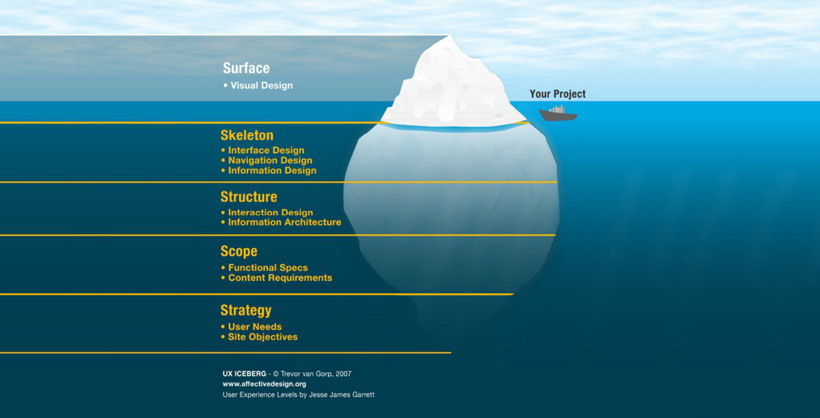 Surface
• Visual Design
Your Project
Skeleton
• Interface Design
• Navigation Design
• Information Design
Structure
• Interaction Design
• Information Architecture
Scope
• Functional Specs
• Content Requirements
Strategy
• User Needs
• Site Objectives
UX ICEBERG - © Trevor van Gorp, 2007
www.affectivedesign.org
User Experience Levels by Jesse James Garrett